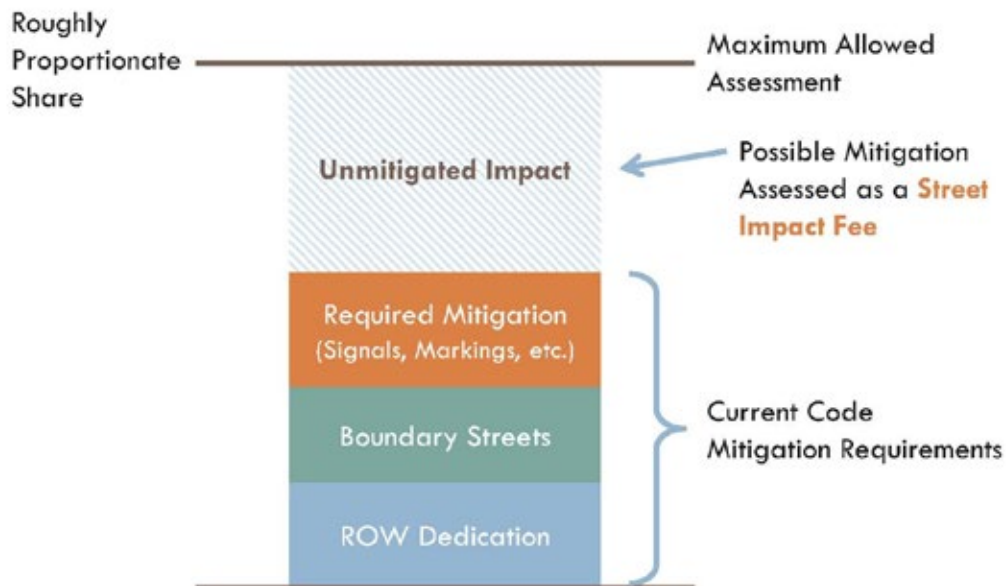 Roughly
Proportionate
Share
Maximum Allowed
Assessment
Unmitigated Impact
Possible Mitigation
Assessed as a Street
Impact Fee
Required Mitigation
(Signals, Markings, etc.)
Boundary Streets
ROW Dedication
Current Code
Mitigation Requirements